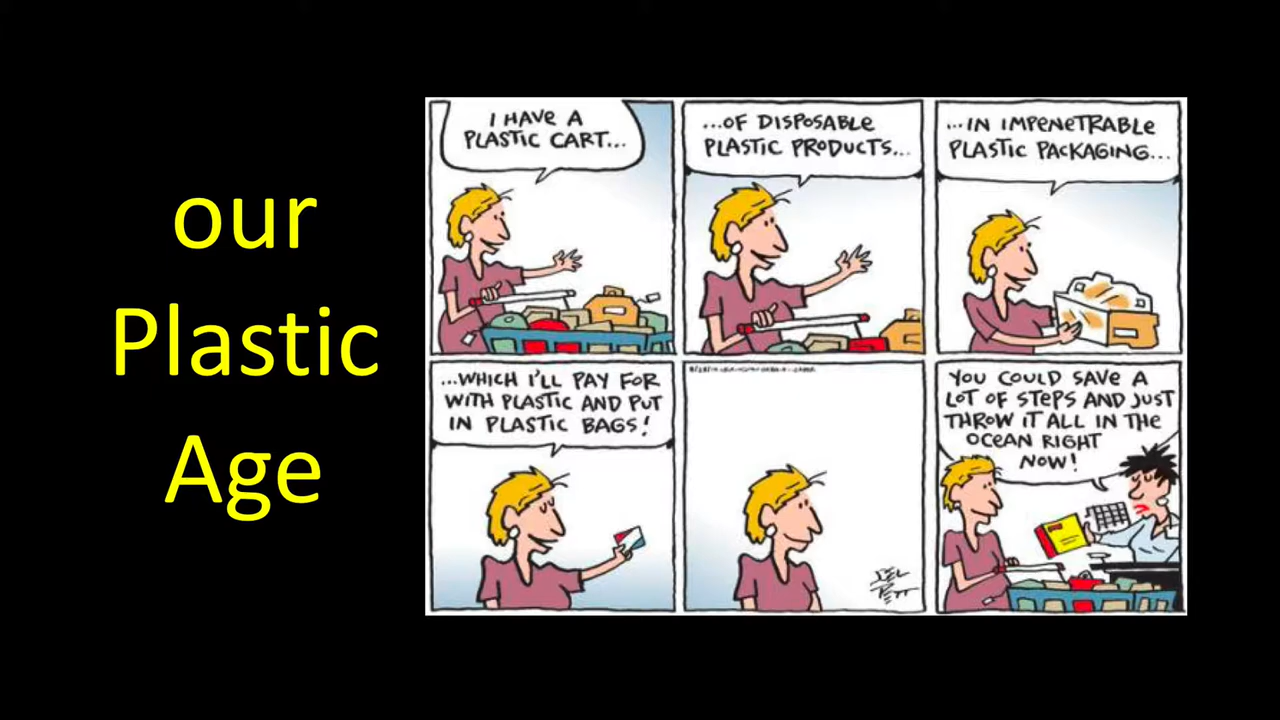 our
Plastic
Age
I HAVE A
PLASTIC CART...
...OF DISPOSABLE
PLASTIC PRODUCTS...
...IN IMPENETRABLE
PLASTIC PACKAGING...
...WHICH I'LL PAY FOR
WITH PLASTIC AND PUT
IN PLASTIC BAGS!
JOEL
PETT
YOU COULD SAVE A
LOT OF STEPS AND JUST
THROW IT ALL IN THE
OCEAN RIGHT
NOW!